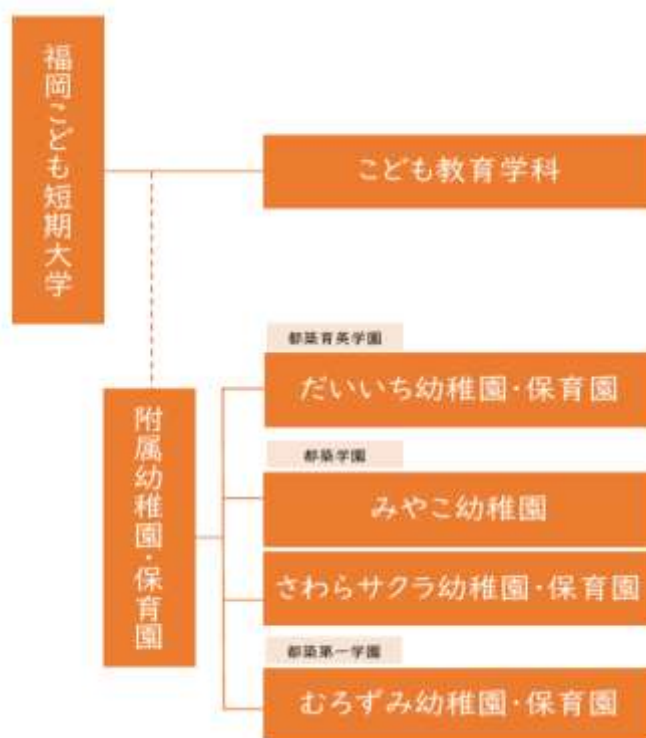 福岡こども短期大学
こども教育学科
附属幼稚園・保育園
都築育英学園
だいいち幼稚園・保育園
都築学園
みやこ幼稚園
さわらサクラ幼稚園・保育園
都築第一学園
むろずみ幼稚園・保育園